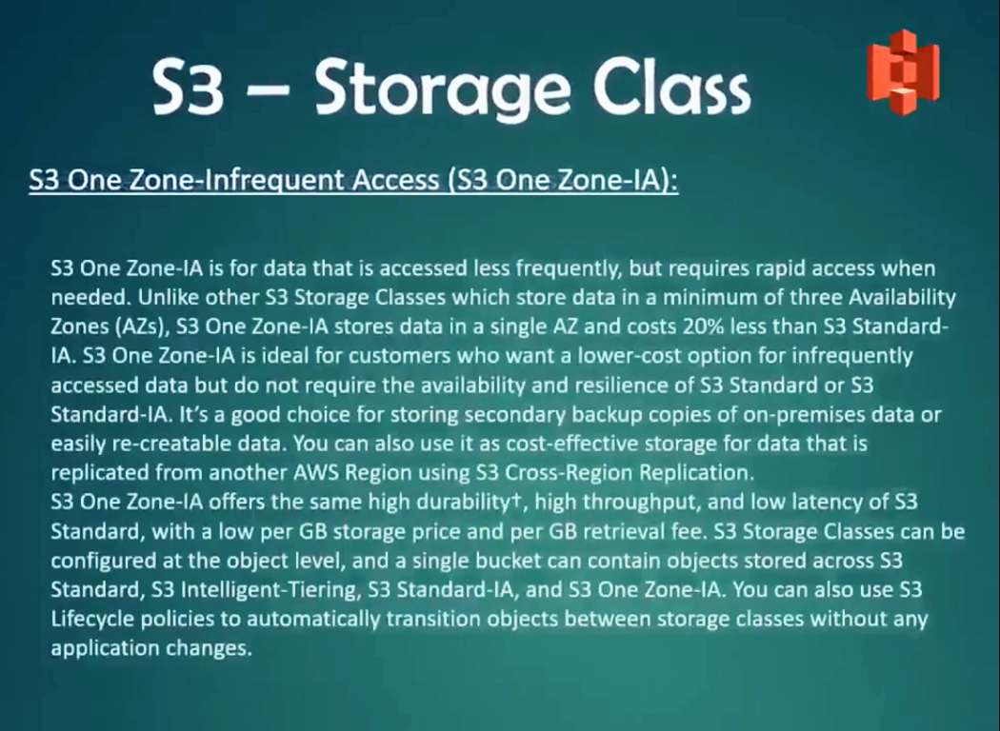 S3 – Storage Class
S3 One Zone-Infrequent Access (S3 One Zone-IA):
S3 One Zone-IA is for data that is accessed less frequently, but requires rapid access when
needed. Unlike other S3 Storage Classes which store data in a minimum of three Availability
Zones (AZs), S3 One Zone-IA stores data in a single AZ and costs 20% less than S3 Standard-
IA. S3 One Zone-IA is ideal for customers who want a lower-cost option for infrequently
accessed data but do not require the availability and resilience of S3 Standard or S3
Standard-IA. It’s a good choice for storing secondary backup copies of on-premises data or
easily re-creatable data. You can also use it as cost-effective storage for data that is
replicated from another AWS Region using S3 Cross-Region Replication.
S3 One Zone-IA offers the same high durability†, high throughput, and low latency of S3
Standard, with a low per GB storage price and per GB retrieval fee. S3 Storage Classes can be
configured at the object level, and a single bucket can contain objects stored across S3
Standard, S3 Intelligent-Tiering, S3 Standard-IA, and S3 One Zone-IA. You can also use S3
Lifecycle policies to automatically transition objects between storage classes without any
application changes.